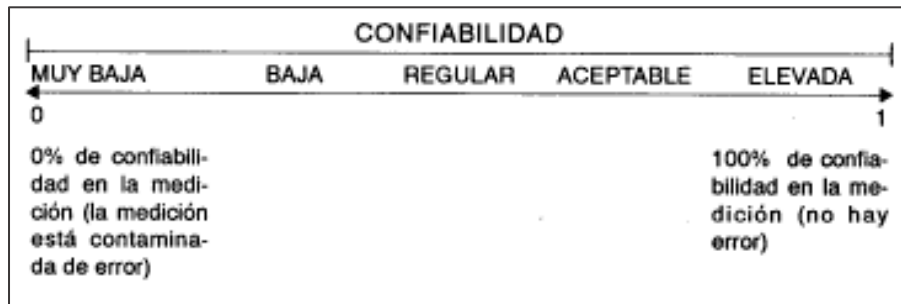 CONFIABILIDAD
MUY BAJA BAJA REGULAR ACEPTABLE ELEVADA
0 1
0% de confiabili-
dad en la medi-
ción (la medición
está contamina-
da de error)
100% de confia-
bilidad en la me-
dición (no hay
error)